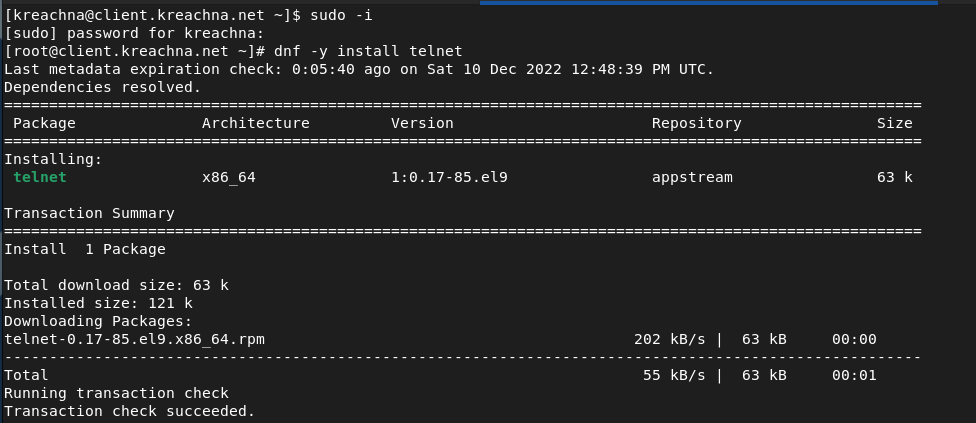 [kreachna@client.kreachna.net ~]$ sudo -i
[sudo] password for kreachna:
[root@client.kreachna.net ~]# dnf -y install telnet
Last metadata expiration check: 0:05:40 ago on Sat 10 Dec 2022 12:48:39 PM UTC.
Dependencies resolved.
======================================================================================================
Package Architecture Version Repository Size
======================================================================================================
Installing:
telnet x86_64 1:0.17-85.el9 appstream 63 k
Transaction Summary
======================================================================================================
Install 1 Package
Total download size: 63 k
Installed size: 121 k
Downloading Packages:
telnet-0.17-85.el9.x86_64.rpm 202 kB/s | 63 kB 00:00
------------------------------------------------------------------------------------------------------
Total 55 kB/s | 63 kB 00:01
Running transaction check
Transaction check succeeded.